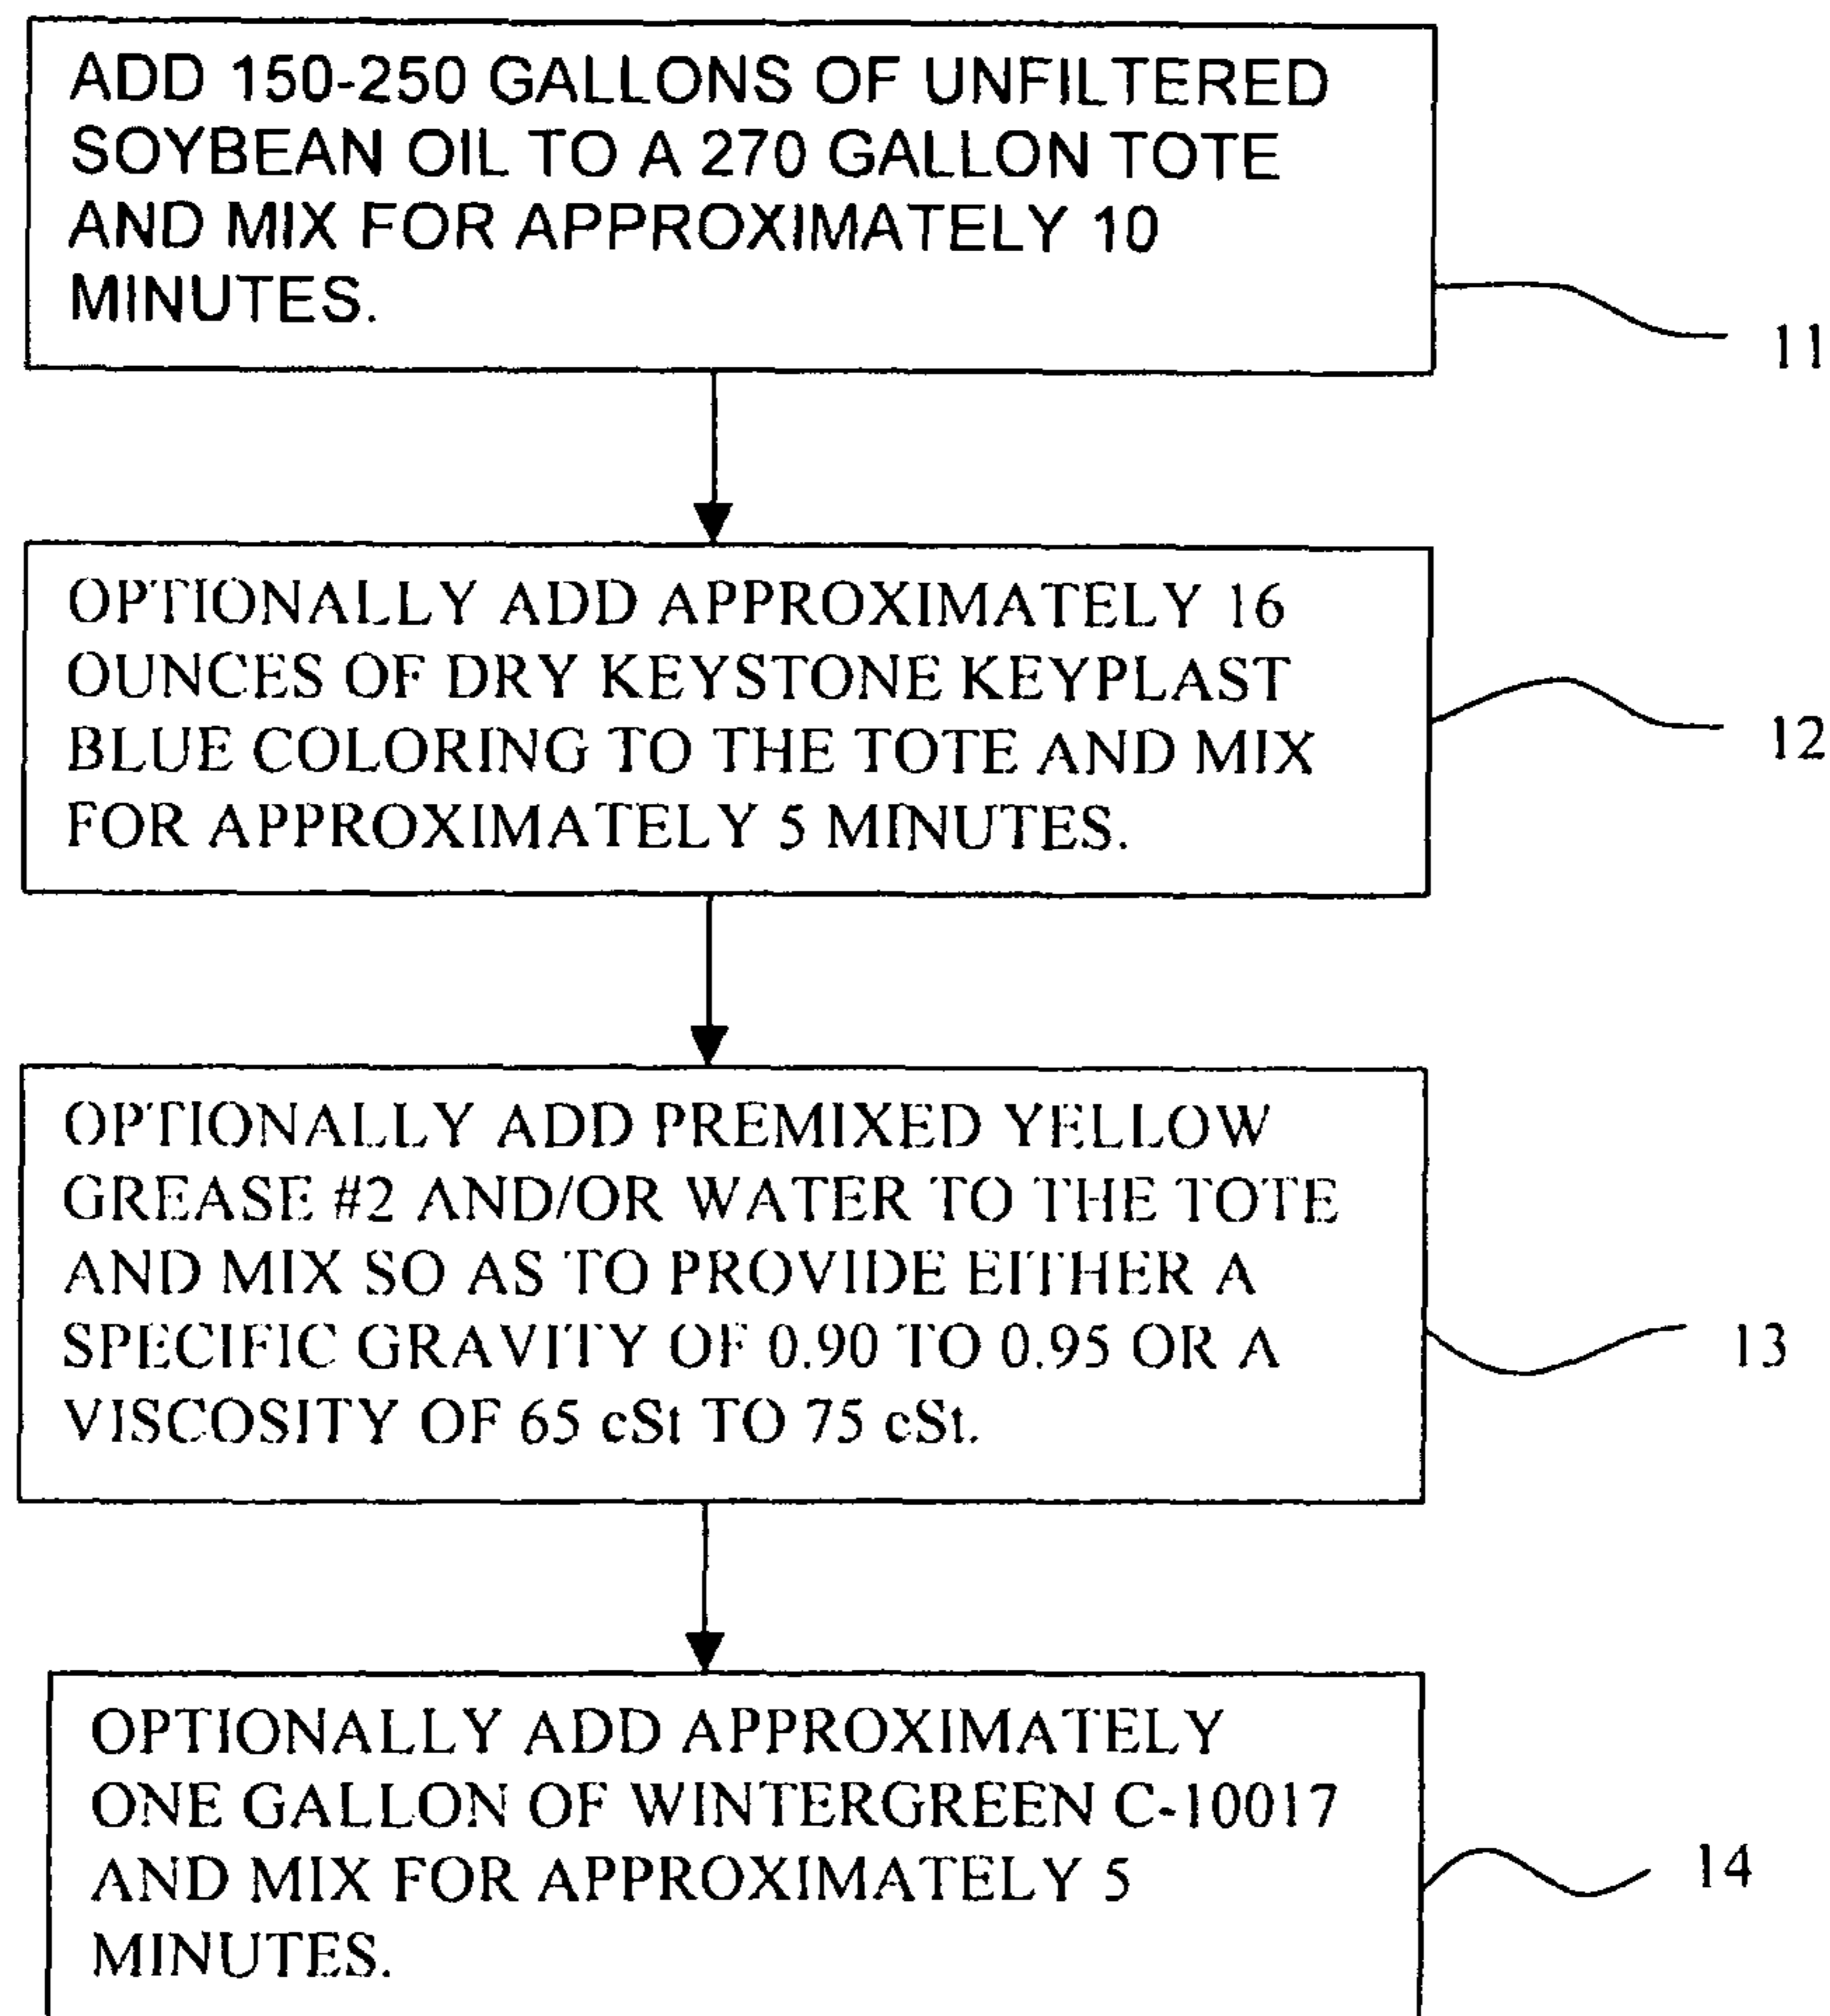 ADD 150-250 GALLONS OF UNFILTERED
SOYBEAN OIL TO A 270 GALLON TOTE
AND MIX FOR APPROXIMATELY 10
MINUTES.
11
OPTIONALLY ADD APPROXIMATELY 16
OUNCES OF DRY KEYSTONE KEYPLAST
BLUE COLORING TO THE TOTE AND MIX
FOR APPROXIMATELY 5 MINUTES.
12
OPTIONALLY ADD PREMIXED YELLOW
GREASE #2 AND/OR WATER TO THE TOTE
AND MIX SO AS TO PROVIDE EITHER A
SPECIFIC GRAVITY OF 0.90 TO 0.95 OR A
VISCOSITY OF 65 cSt TO 75 cSt.
13
OPTIONALLY ADD APPROXIMATELY
ONE GALLON OF WINTERGREEN C-10017
AND MIX FOR APPROXIMATELY 5
MINUTES.
14